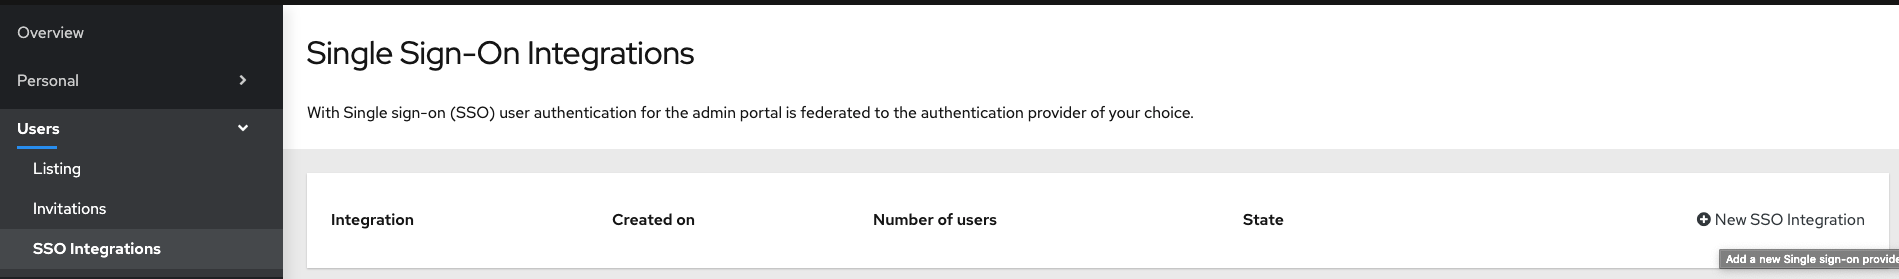 Overview
Personal
Users
Listing
Invitations
SSO Integrations
Single Sign-On Integrations
With Single sign-on (SSO) user authentication for the admin portal is federated to the authentication provider of your choice.
Integration Created on Number of users State New SSO Integration
Add a new Single sign-on provide